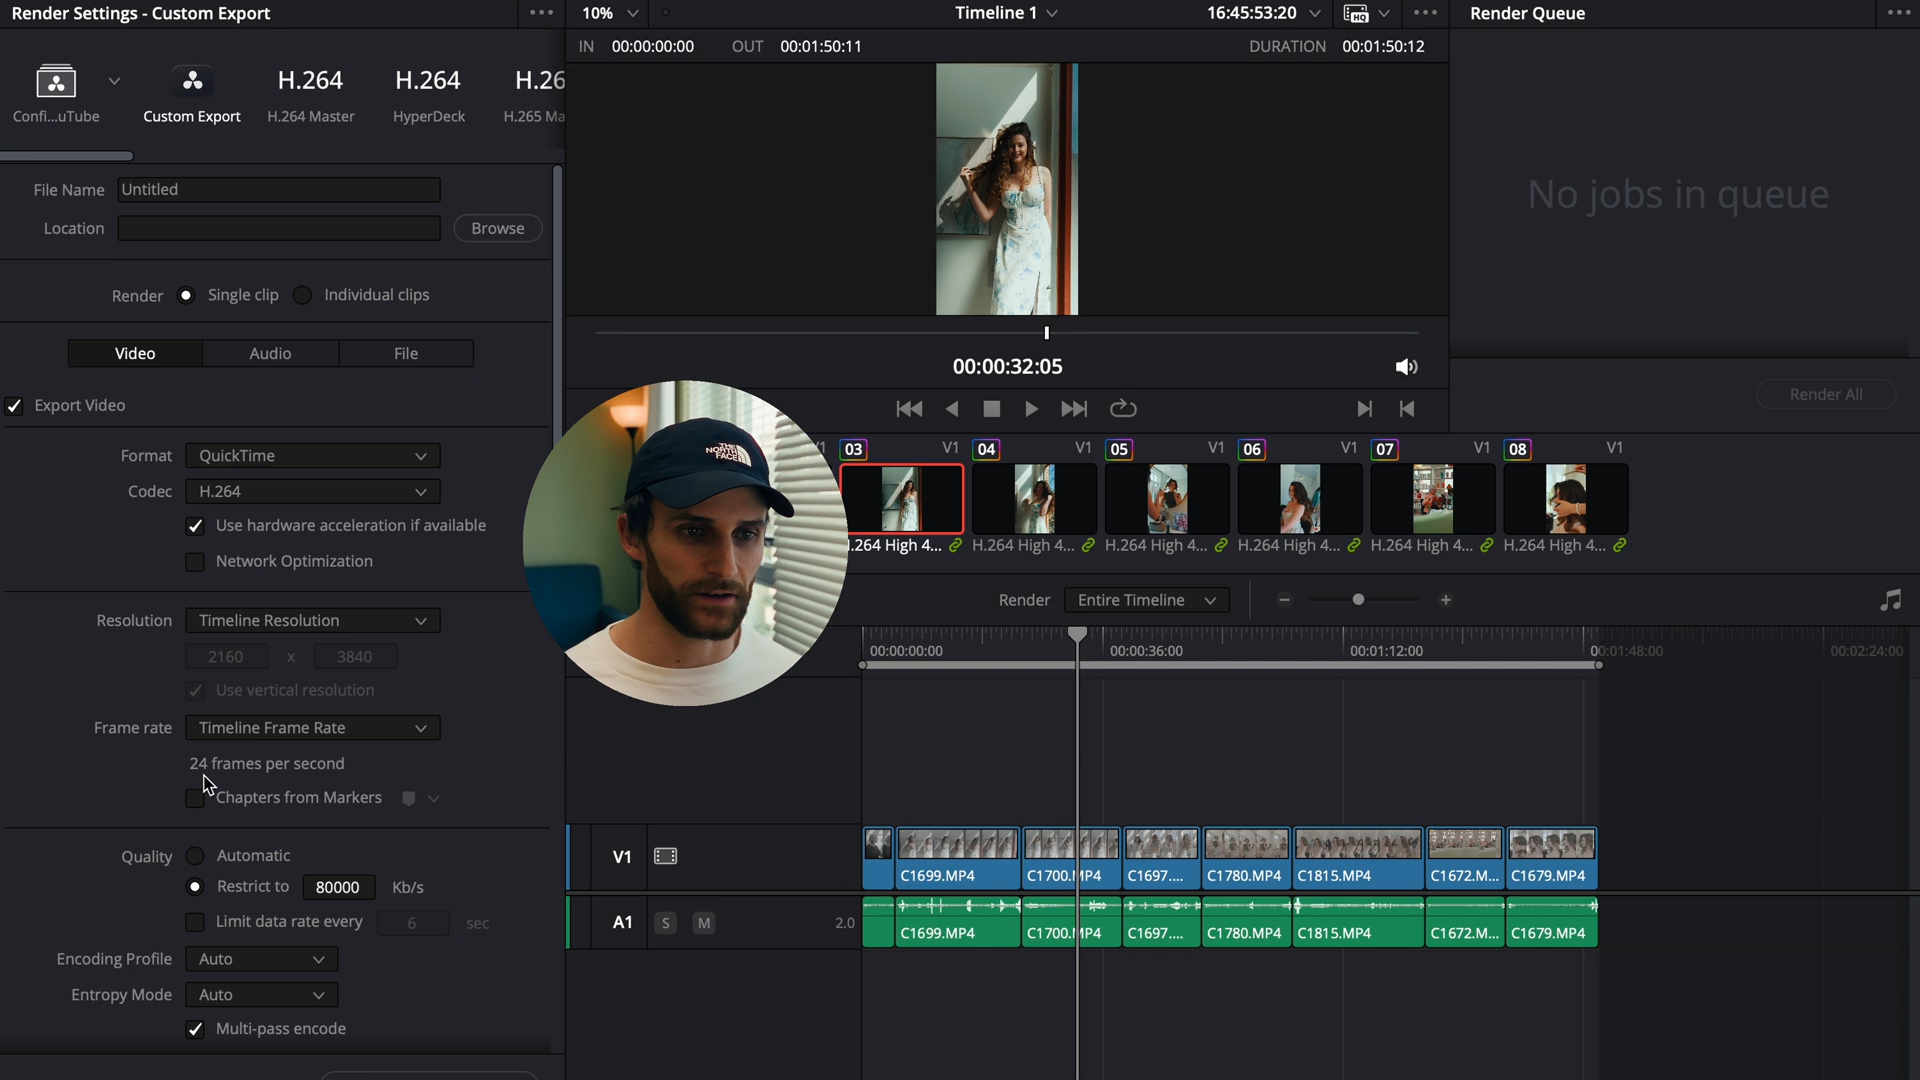 Render Settings - Custom Export
10%
Timeline 1
16:45:53:20
HQ
Render Queue
IN 00:00:00:00 OUT 00:01:50:11
DURATION 00:01:50:12
H.264
H.264
H.26
Confi...uTube
Custom Export
H.264 Master
HyperDeck
H.265 Ma
File Name Untitled
Location
Browse
No jobs in queue
Render Single clip Individual clips
Video
Audio
File
00:00:32:05
Render All
Export Video
THE NORTH FACE
V1
03 V1
04 V1
05 V1
06 V1
07 V1
08 V1
Format QuickTime
Codec H.264
Use hardware acceleration if available
Network Optimization
.264 High 4...
H.264 High 4...
H.264 High 4...
H.264 High 4...
H.264 High 4...
H.264 High 4...
Render Entire Timeline
Resolution Timeline Resolution
2160 x 3840
Use vertical resolution
00:00:00:00
00:00:36:00
00:01:12:00
00:01:48:00
00:02:24:00
Frame rate Timeline Frame Rate
24 frames per second
Chapters from Markers
Quality Automatic
Restrict to 80000 Kb/s
Limit data rate every 6 sec
Encoding Profile Auto
Entropy Mode Auto
Multi-pass encode
V1
C1699.MP4
C1700.MP4
C1697....
C1780.MP4
C1815.MP4
C1672.M...
C1679.MP4
A1 S M 2.0
C1699.MP4
C1700.MP4
C1697....
C1780.MP4
C1815.MP4
C1672.M...
C1679.MP4